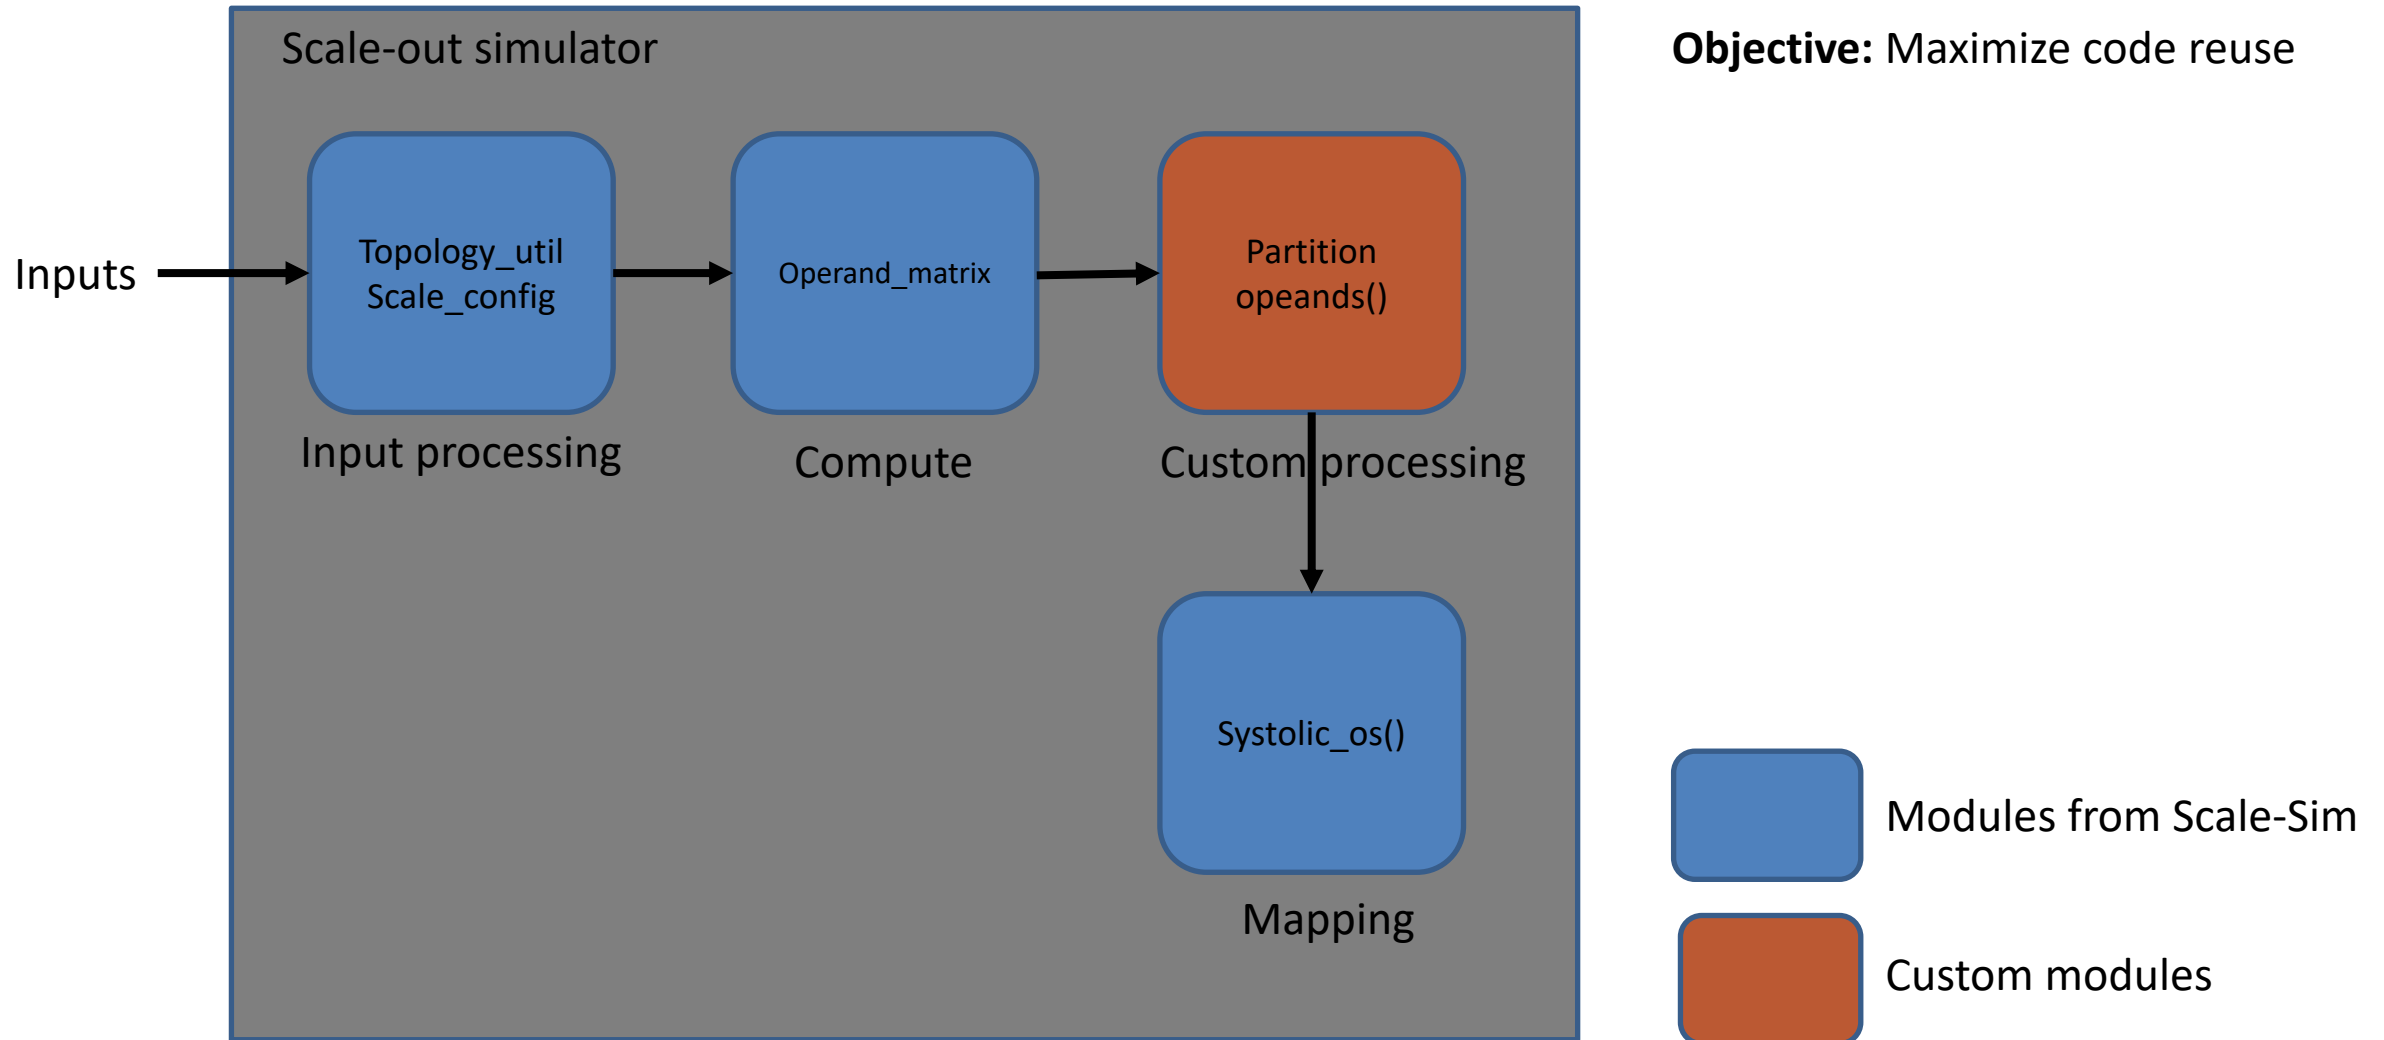 Scale-out simulator
Objective: Maximize code reuse
Inputs
Topology_util
Scale_config
Operand_matrix
Partition
opeands()
Input processing
Compute
Custom processing
Systolic_os()
Mapping
Modules from Scale-Sim
Custom modules